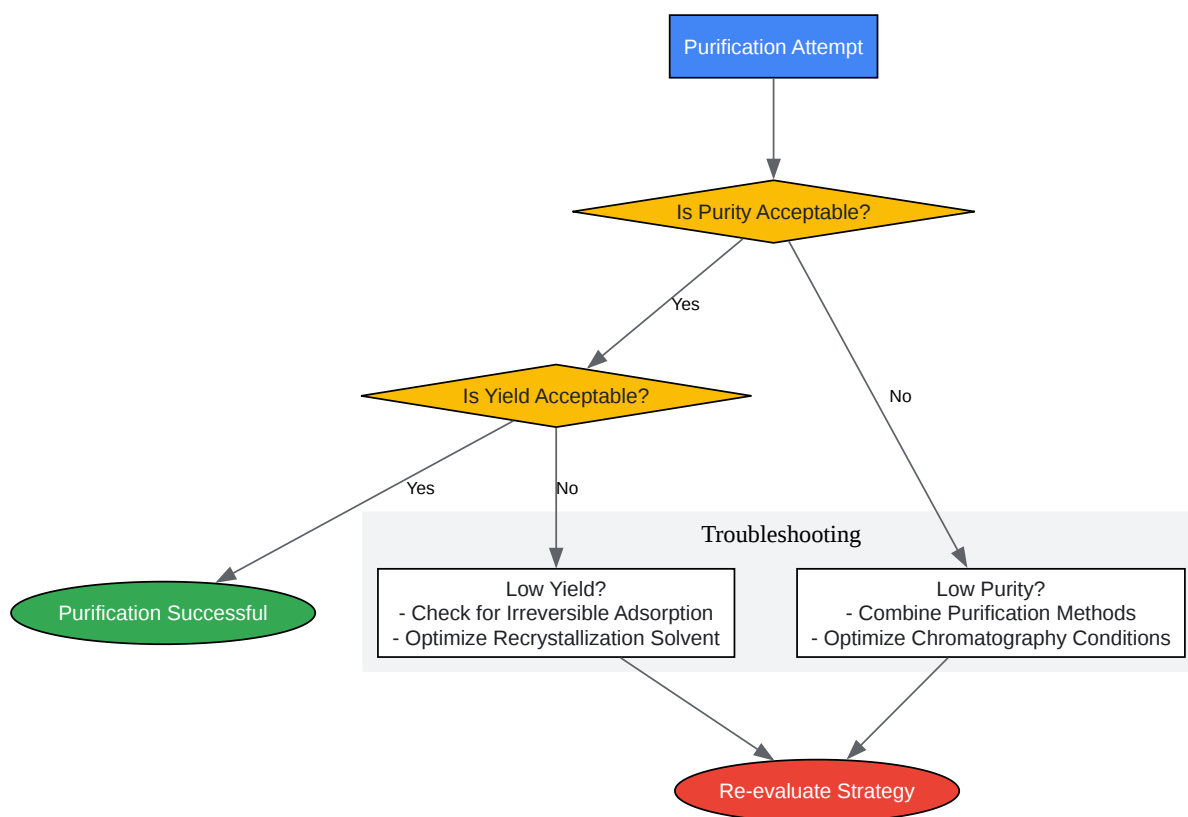 Purification Attempt
Is Purity Acceptable?
Yes
Is Yield Acceptable?
No
Yes
No
Troubleshooting
Purification Successful
Low Yield?
- Check for Irreversible Adsorption
- Optimize Recrystallization Solvent
Low Purity?
- Combine Purification Methods
- Optimize Chromatography Conditions
Re-evaluate Strategy